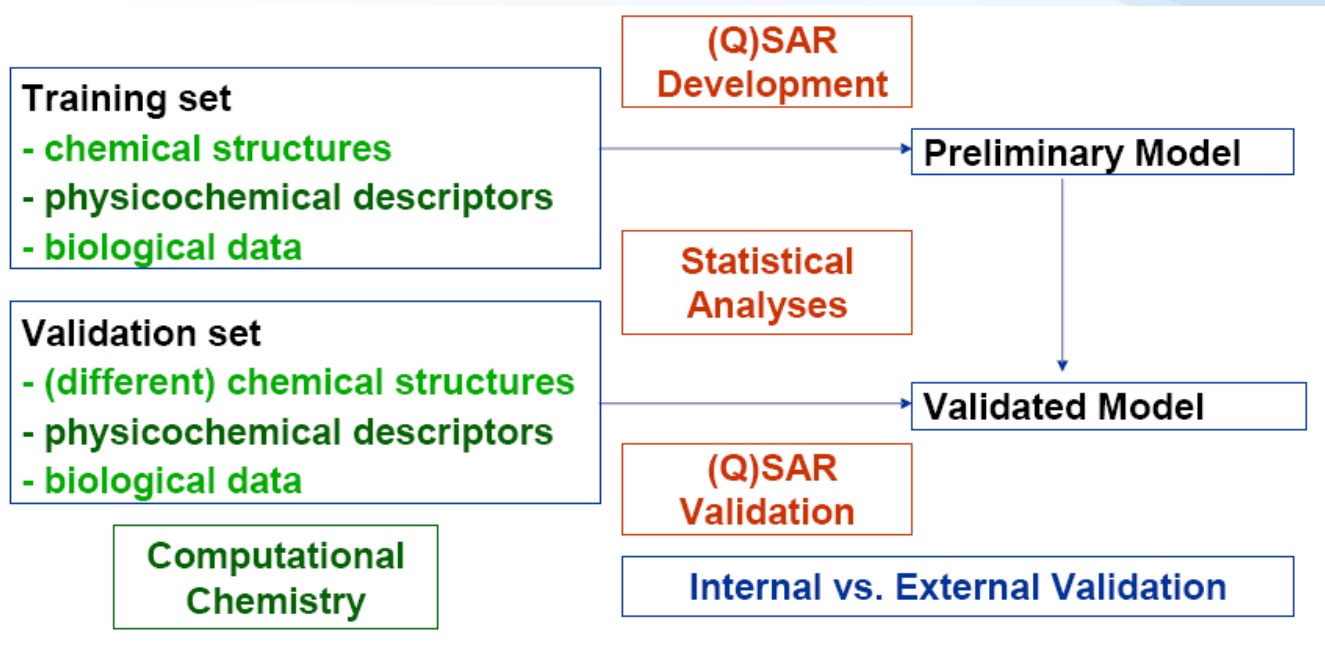 (Q)SAR
Development
Training set
- chemical structures
- physicochemical descriptors
- biological data
Preliminary Model
Statistical
Analyses
Validation set
- (different) chemical structures
- physicochemical descriptors
- biological data
Validated Model
(Q)SAR
Validation
Computational
Chemistry
Internal vs. External Validation